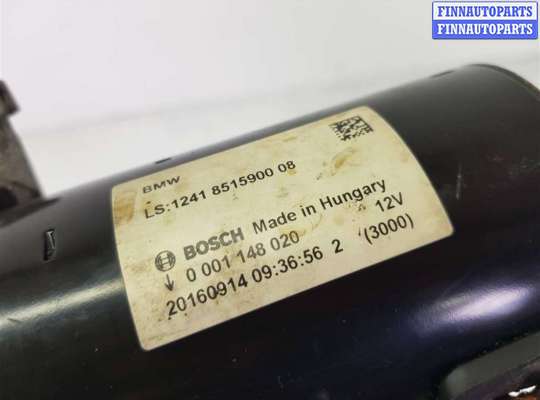 FINNAUTOPARTS
FINNAUTOPARTS
FINNAUTOPARTS
BMW
LS:1241 8515900 08
BOSCH Made in Hungary
0 001 148 020 12V
20160914 09:36:56 2 (3000)